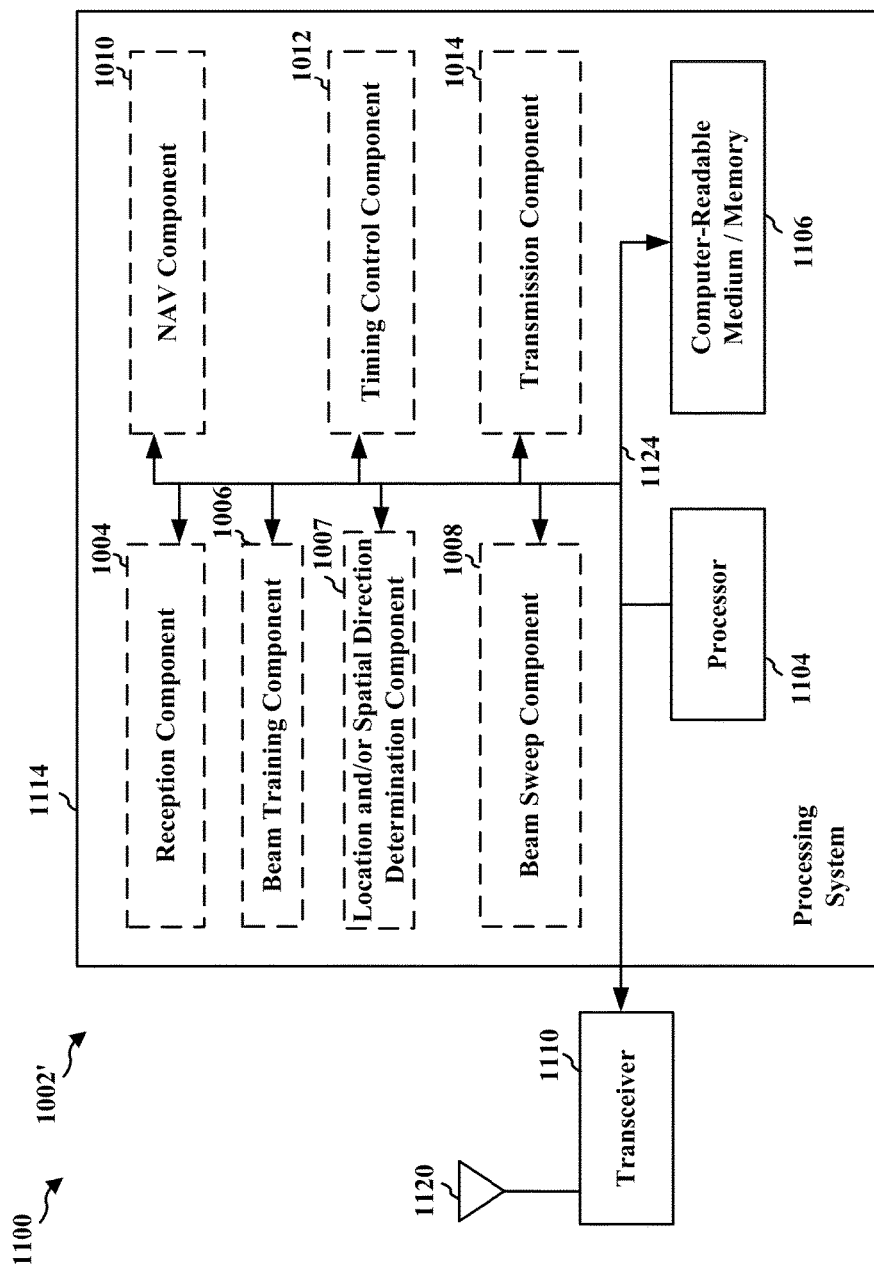 1100
1002'
1114
1004
Reception Component
1006
Beam Training Component
1007
Location and/or Spatial Direction
Determination Component
1008
Beam Sweep Component
1010
NAV Component
1012
Timing Control Component
1014
Transmission Component
1124
1120
Transceiver
1110
Processing
System
Processor
1104
Computer-Readable
Medium / Memory
1106